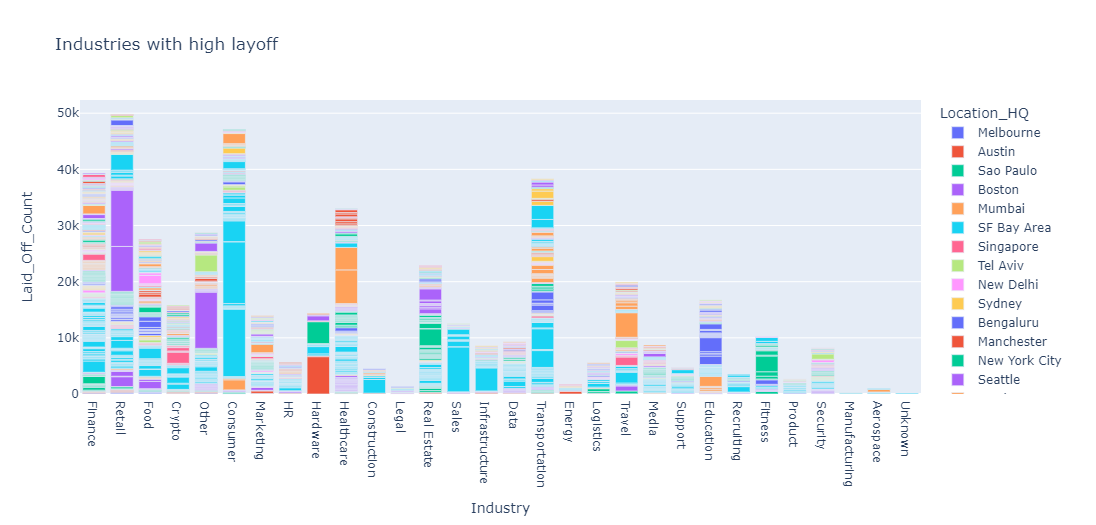 Industries with high layoff
Location_HQ
Melbourne
Austin
Sao Paulo
Boston
Mumbai
SF Bay Area
Singapore
Tel Aviv
New Delhi
Sydney
Bengaluru
Manchester
New York City
Seattle
Laid_Off_Count
50k
40k
30k
20k
10k
0
Finance
Retail
Food
Crypto
Other
Consumer
Marketing
HR
Hardware
Healthcare
Construction
Legal
Real Estate
Sales
Infrastructure
Data
Transportation
Energy
Logistics
Travel
Media
Support
Education
Recruiting
Fitness
Product
Security
Manufacturing
Aerospace
Unknown
Industry